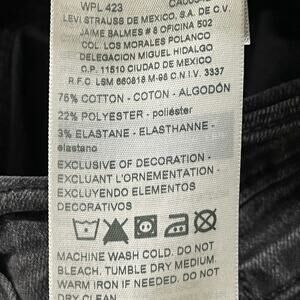 WPL 423
LEVI STRAUSS DE MEXICO, S.A. DE C.V.
JAIME BALMES # 8 OFICINA 502
COL. LOS MORALES POLANCO
DELEGACION MIGUEL HIDALGO
C.P. 11510 CIUDAD DE MEXICO
R.F.C. LSM 660818 M-98 C.N.I.V. 3337
75% COTTON - COTON - ALGODÓN
22% POLYESTER - poliéster
3% ELASTANE - ELASTHANNE -
elastano
EXCLUSIVE OF DECORATION -
EXCLUANT L'ORNEMENTATION -
EXCLUYENDO ELEMENTOS
DECORATIVOS
MACHINE WASH COLD. DO NOT
BLEACH. TUMBLE DRY MEDIUM.
WARM IRON IF NEEDED. DO NOT
DRY CLEAN